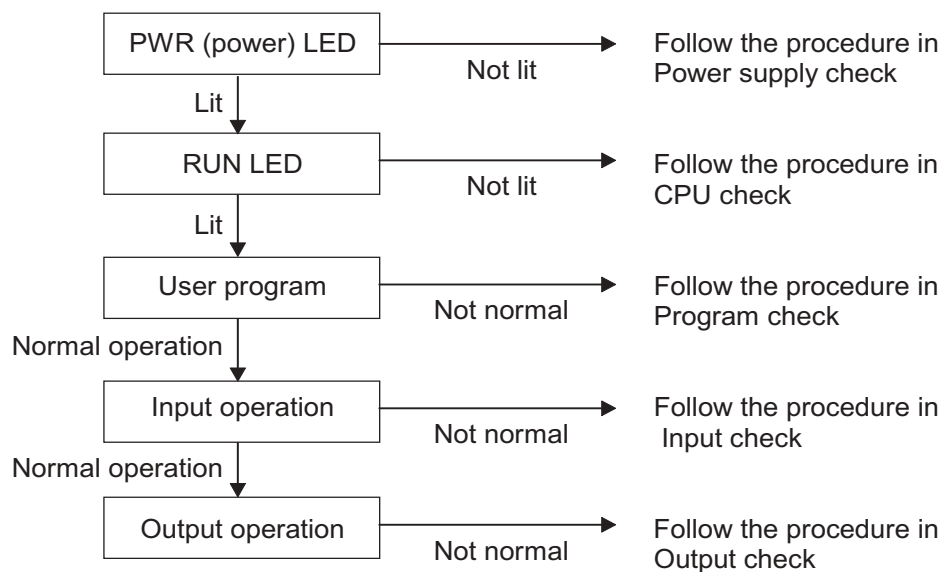 PWR (power) LED
Not lit
Follow the procedure in
Power supply check
Lit
RUN LED
Not lit
Follow the procedure in
CPU check
Lit
User program
Not normal
Follow the procedure in
Program check
Normal operation
Input operation
Not normal
Follow the procedure in
Input check
Normal operation
Output operation
Not normal
Follow the procedure in
Output check